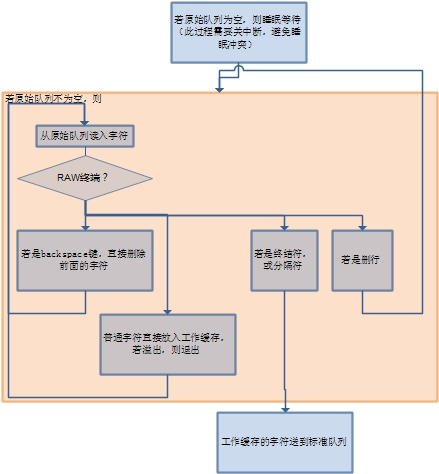 若原始队列为空，则睡眠等待
（此过程需要关中断，避免睡
眠冲突）
若原始队列不为空，则
从原始队列读入字符
RAW终端？
若是backspace键，直接删除
前面的字符
若是终结符，
或分隔符
若是删行
普通字符直接放入工作缓存，
若溢出，则退出
工作缓存的字符送到标准队列